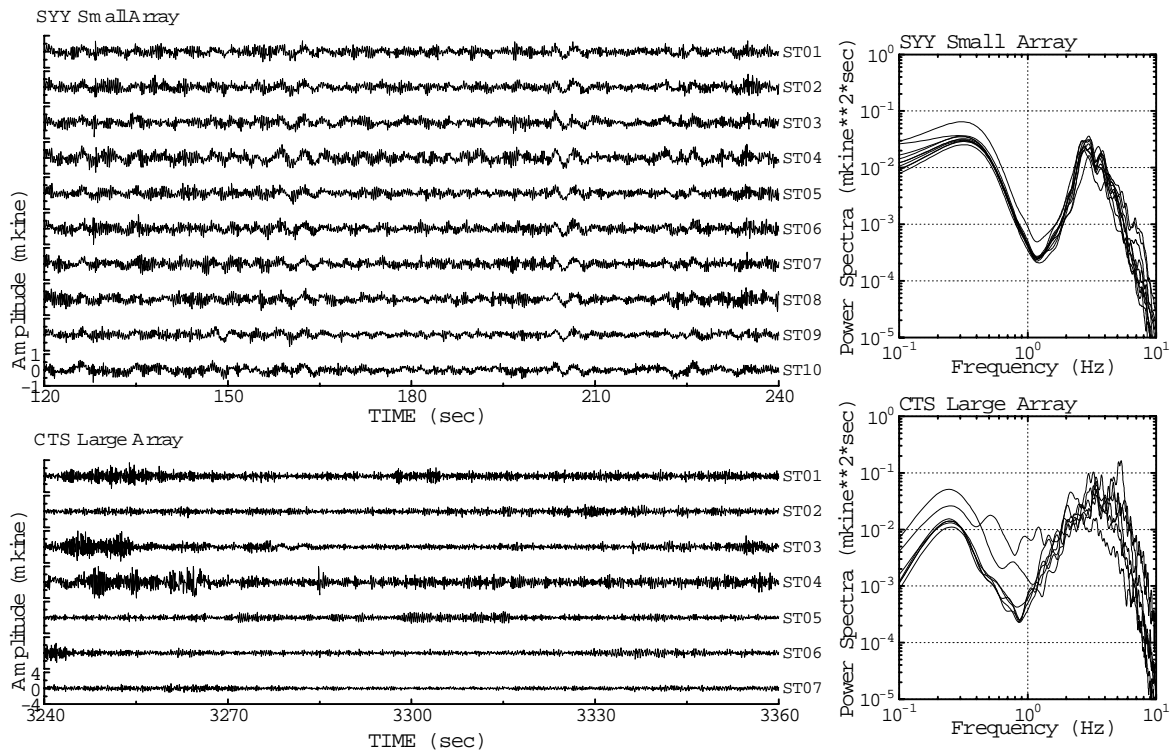 SYY Small Array
ST01
ST02
ST03
ST04
ST05
ST06
ST07
ST08
ST09
ST10
Amplitude (mkine)
1
0
-1
120 150 180 210 240
TIME (sec)
SYY Small Array
Power Spectra (mkine**2*sec)
10^0
10^-1
10^-2
10^-3
10^-4
10^-5
10^-1 10^0 10^1
Frequency (Hz)
CTS Large Array
ST01
ST02
ST03
ST04
ST05
ST06
ST07
Amplitude (mkine)
4
0
-4
3240 3270 3300 3330 3360
TIME (sec)
CTS Large Array
Power Spectra (mkine**2*sec)
10^0
10^-1
10^-2
10^-3
10^-4
10^-5
10^-1 10^0 10^1
Frequency (Hz)